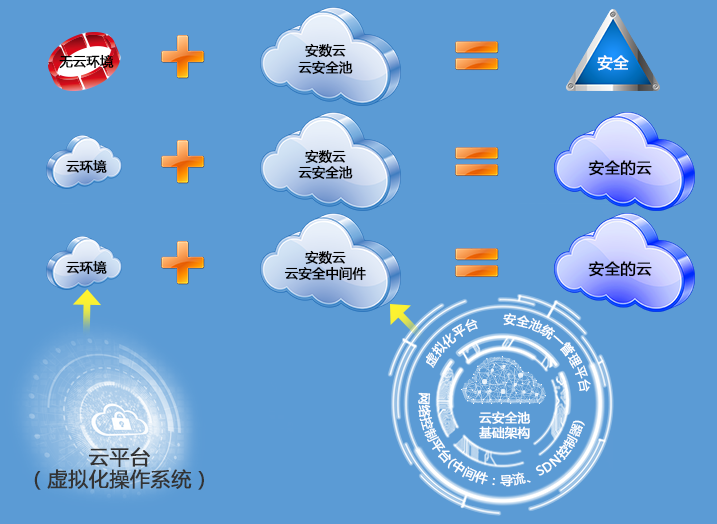 无云环境
安数云
云安全池
安全
云环境
安数云
云安全池
安全的云
云环境
安数云
云安全中间件
安全的云
虚拟化平台
安全池统一管理平台
云安全池
基础架构
网络控制平台(中间件：导流、SDN控制器)
云平台
（虚拟化操作系统）